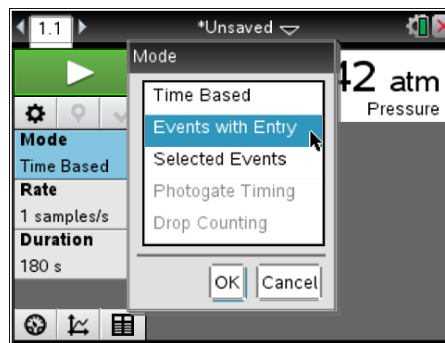 1.1
*Unsaved
Mode
Time Based
Events with Entry
Selected Events
Photogate Timing
Drop Counting
OK
Cancel
42 atm
Pressure
Mode
Time Based
Rate
1 samples/s
Duration
180 s